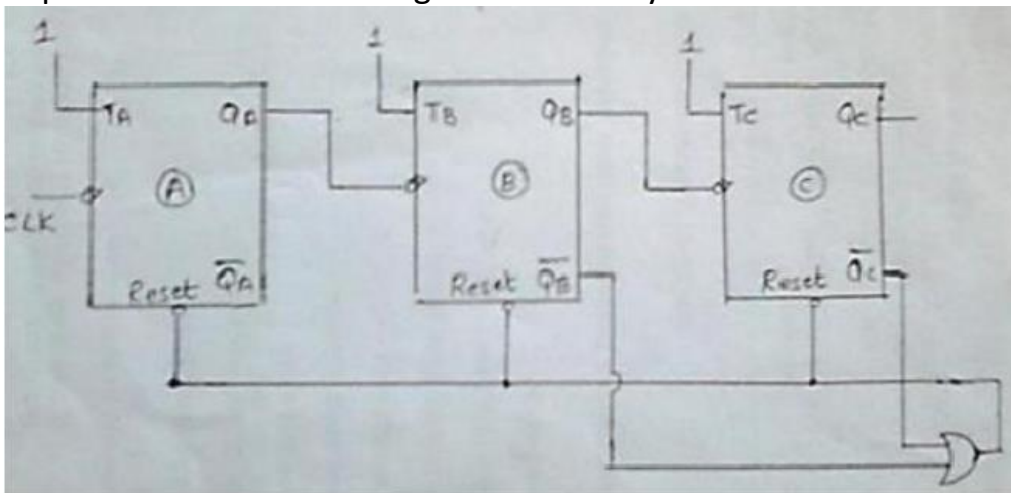 1 1 1
TA QA TB QB TC QC
A B C
CLK
Reset Q̅A̅ Reset Q̅B̅ Reset Q̅C̅